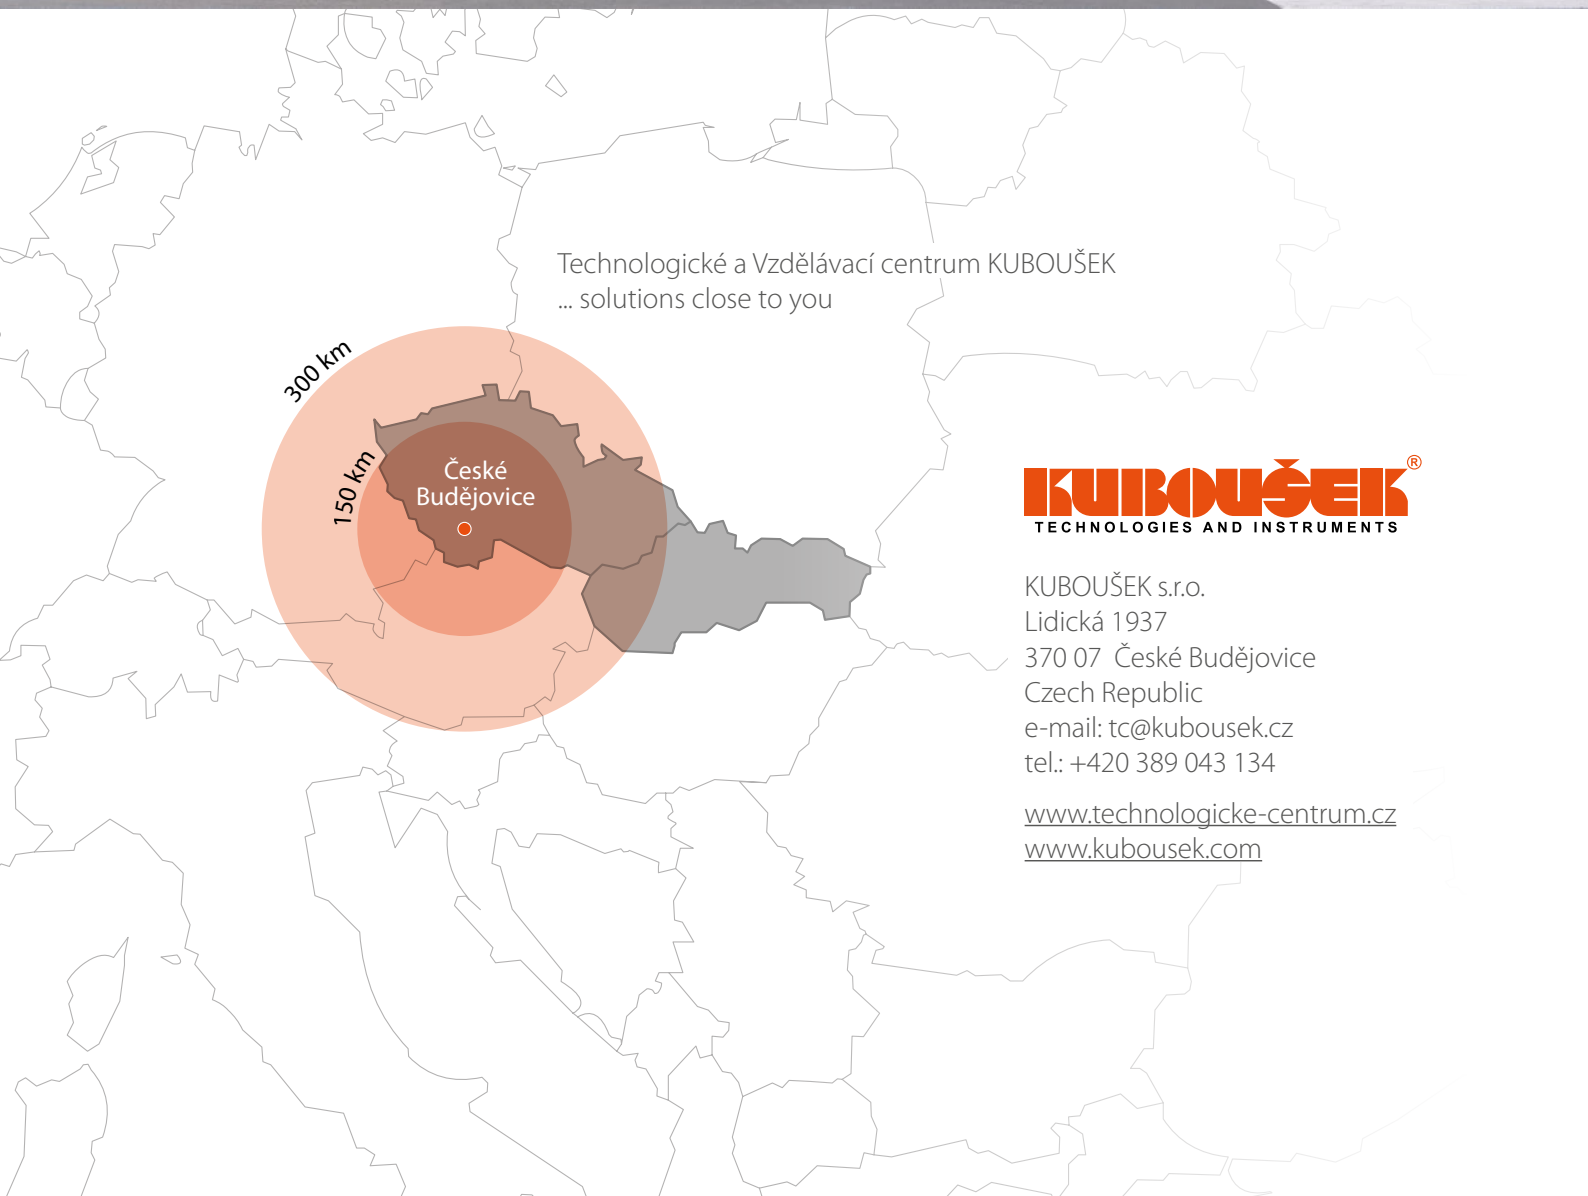 Technologické a Vzdělávací centrum KUBOUŠEK
... solutions close to you
300 km
150 km
České
Budějovice
KUBOUŠEK®
TECHNOLOGIES AND INSTRUMENTS
KUBOUŠEK s.r.o.
Lidická 1937
370 07 České Budějovice
Czech Republic
e-mail: tc@kubousek.cz
tel.: +420 389 043 134
www.technologicke-centrum.cz
www.kubousek.com